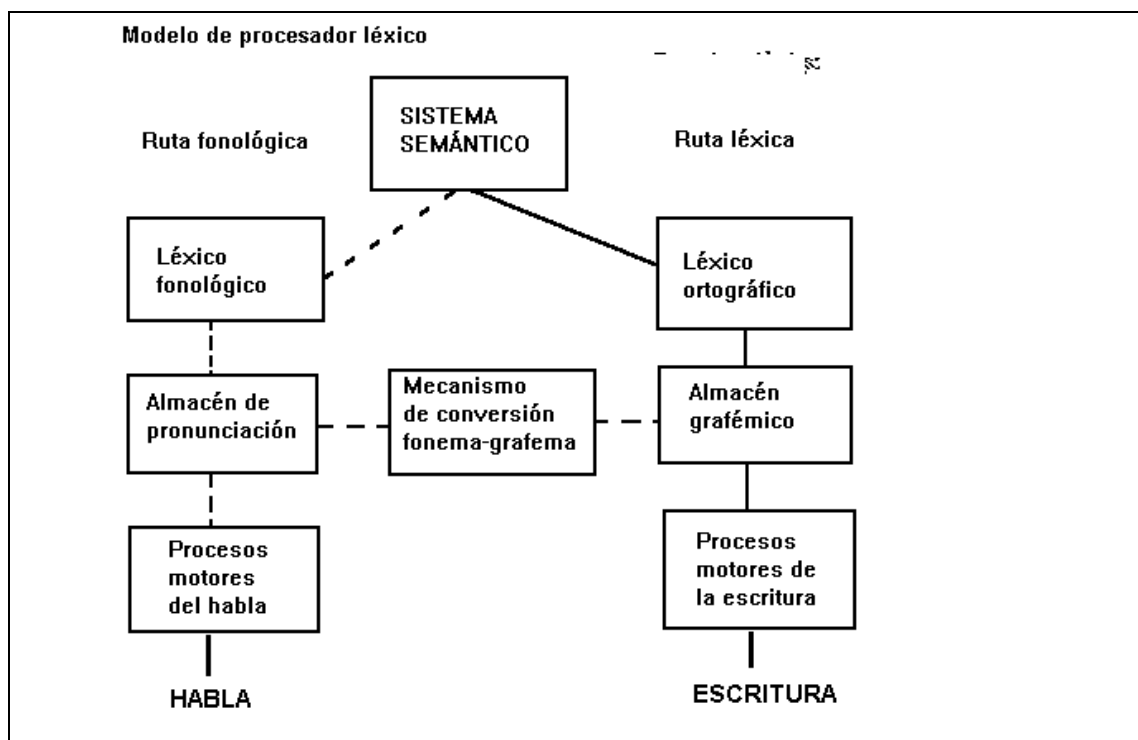 Modelo de procesador léxico
SISTEMA
SEMÁNTICO
Ruta fonológica
Ruta léxica
Léxico
fonológico
Léxico
ortográfico
Almacén de
pronunciación
Mecanismo
de conversión
fonema-grafema
Almacén
grafémico
Procesos
motores
del habla
Procesos
motores de
la escritura
HABLA
ESCRITURA